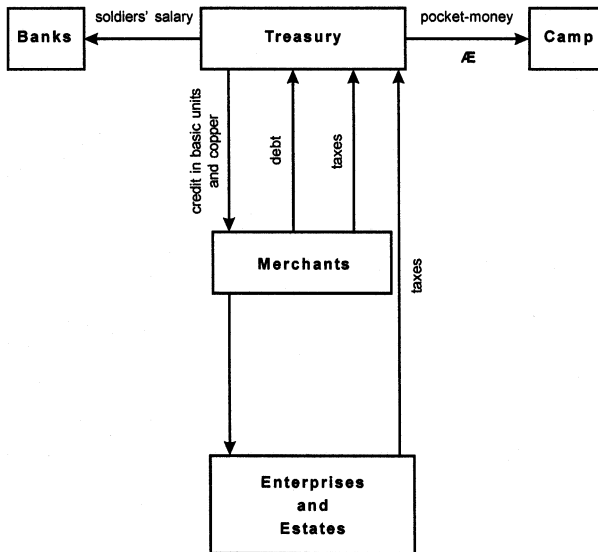 Banks
soldiers' salary
Treasury
pocket-money
Æ
Camp
credit in basic units
and copper
debt
taxes
taxes
Merchants
Enterprises
and
Estates